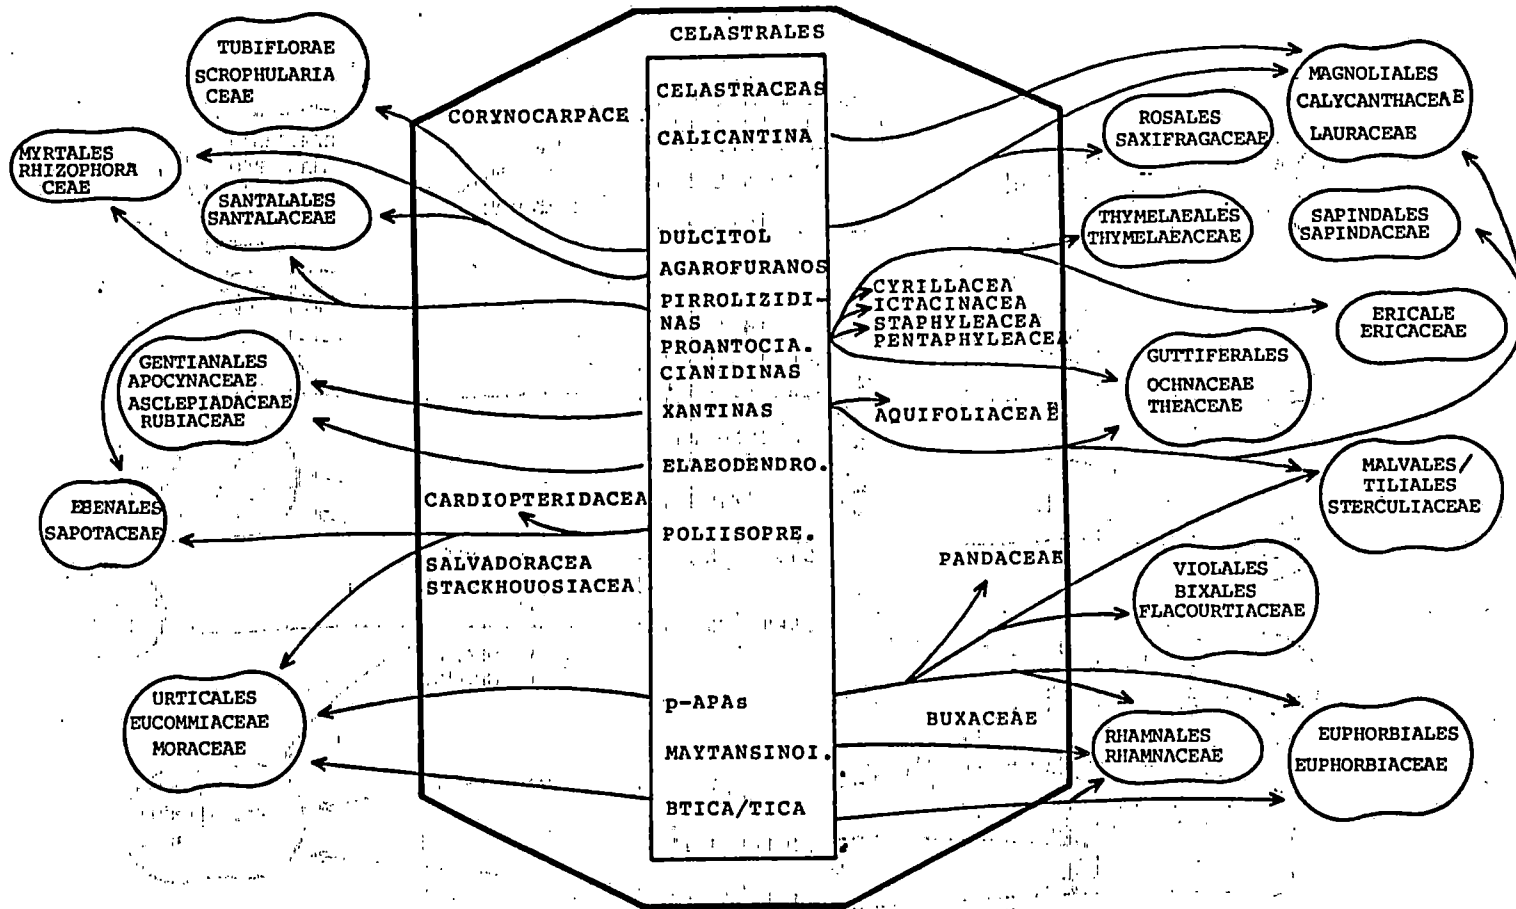 CELASTRALES
CELASTRACEAS
CALICANTINA
DULCITOL
AGAROFURANOS
PIRROLIZIDI-
NAS
PROANTOCIA.
CIANIDINAS
XANTINAS
ELAEODENDRO.
POLIISOPRE.
p-APAs
MAYTANSINOI.
BTICA/TICA
CORYNOCARPACE
CARDIOPTERIDACEA
SALVADORACEA
STACKHOUOSIACEA
CYRILLACEA
ICTACINACEA
STAPHYLEACEA
PENTAPHYLEACEA
AQUIFOLIACEAE
PANDACEAE
BUXACEAE
TUBIFLORAE
SCROPHULARIA
CEAE
MYRTALES
RHIZOPHORA
CEAE
SANTALALES
SANTALACEAE
GENTIANALES
APOCYNACEAE
ASCLEPIADACEAE
RUBIACEAE
EBENALES
SAPOTACEAE
URTICALES
EUCOMMIACEAE
MORACEAE
MAGNOLIALES
CALYCANTHACEAE
LAURACEAE
ROSALES
SAXIFRAGACEAE
THYMELAEALES
THYMELAEACEAE
SAPINDALES
SAPINDACEAE
ERICALE
ERICACEAE
GUTTIFERALES
OCHNACEAE
THEACEAE
MALVALES/
TILIALES
STERCULIACEAE
VIOLALES
BIXALES
FLACOURTIACEAE
RHAMNALES
RHAMNACEAE
EUPHORBIALES
EUPHORBIACEAE